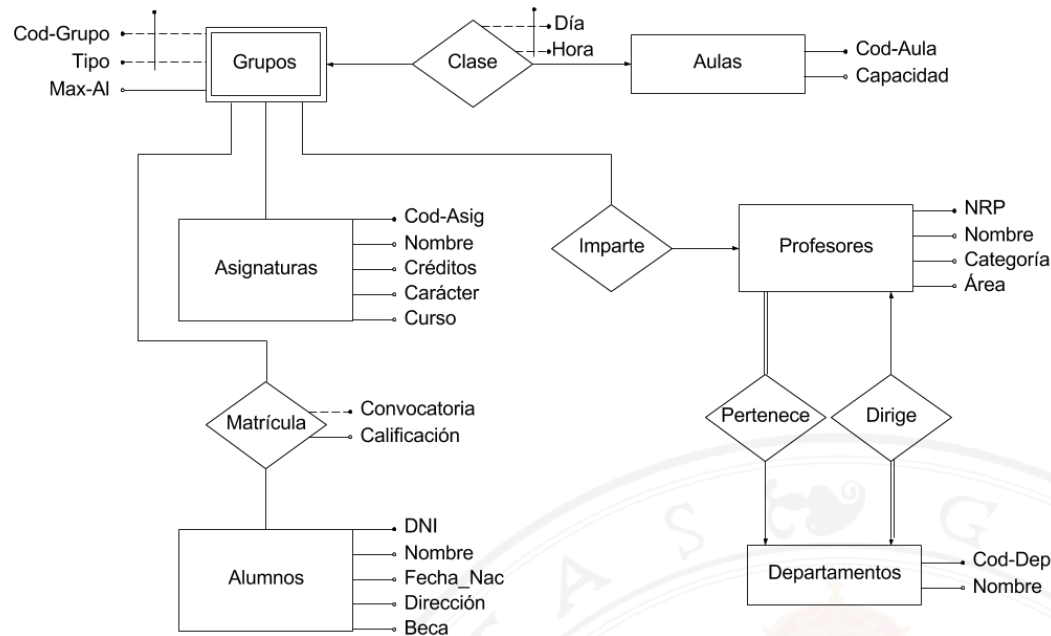 Cod-Grupo
Tipo
Max-Al
Grupos
Clase
Día
Hora
Aulas
Cod-Aula
Capacidad
Asignaturas
Cod-Asig
Nombre
Créditos
Carácter
Curso
Imparte
Profesores
NRP
Nombre
Categoría
Área
Matrícula
Convocatoria
Calificación
Pertenece
Dirige
Alumnos
DNI
Nombre
Fecha_Nac
Dirección
Beca
Departamentos
Cod-Dep
Nombre
A S G